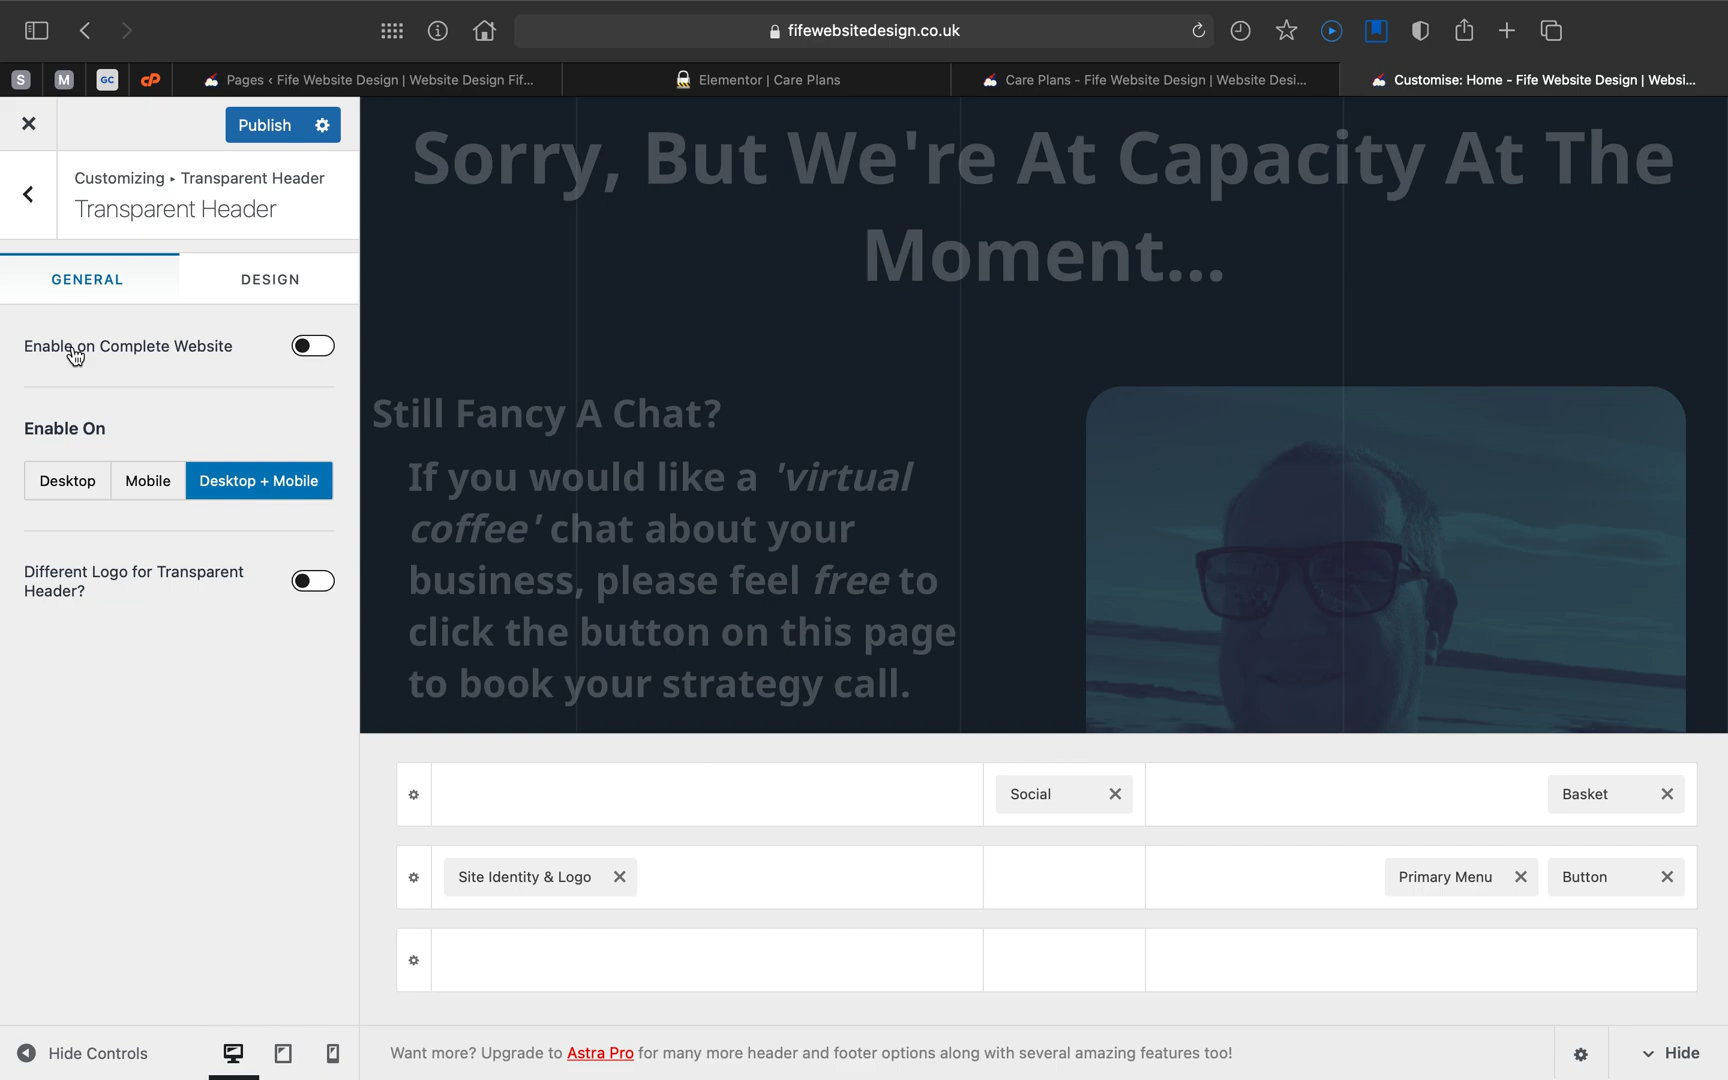 fifewebsitedesign.co.uk
S M GC cP Pages ‹ Fife Website Design | Website Design Fif... Elementor | Care Plans Care Plans - Fife Website Design | Website Desi... Customise: Home - Fife Website Design | Websi...
Publish
Customizing ▸ Transparent Header
Transparent Header
GENERAL DESIGN
Enable on Complete Website
Enable On
Desktop Mobile Desktop + Mobile
Different Logo for Transparent
Header?
Sorry, But We're At Capacity At The
Moment...
Still Fancy A Chat?
If you would like a 'virtual
coffee' chat about your
business, please feel free to
click the button on this page
to book your strategy call.
Social Basket
Site Identity & Logo Primary Menu Button
Hide Controls
Want more? Upgrade to Astra Pro for many more header and footer options along with several amazing features too!
Hide